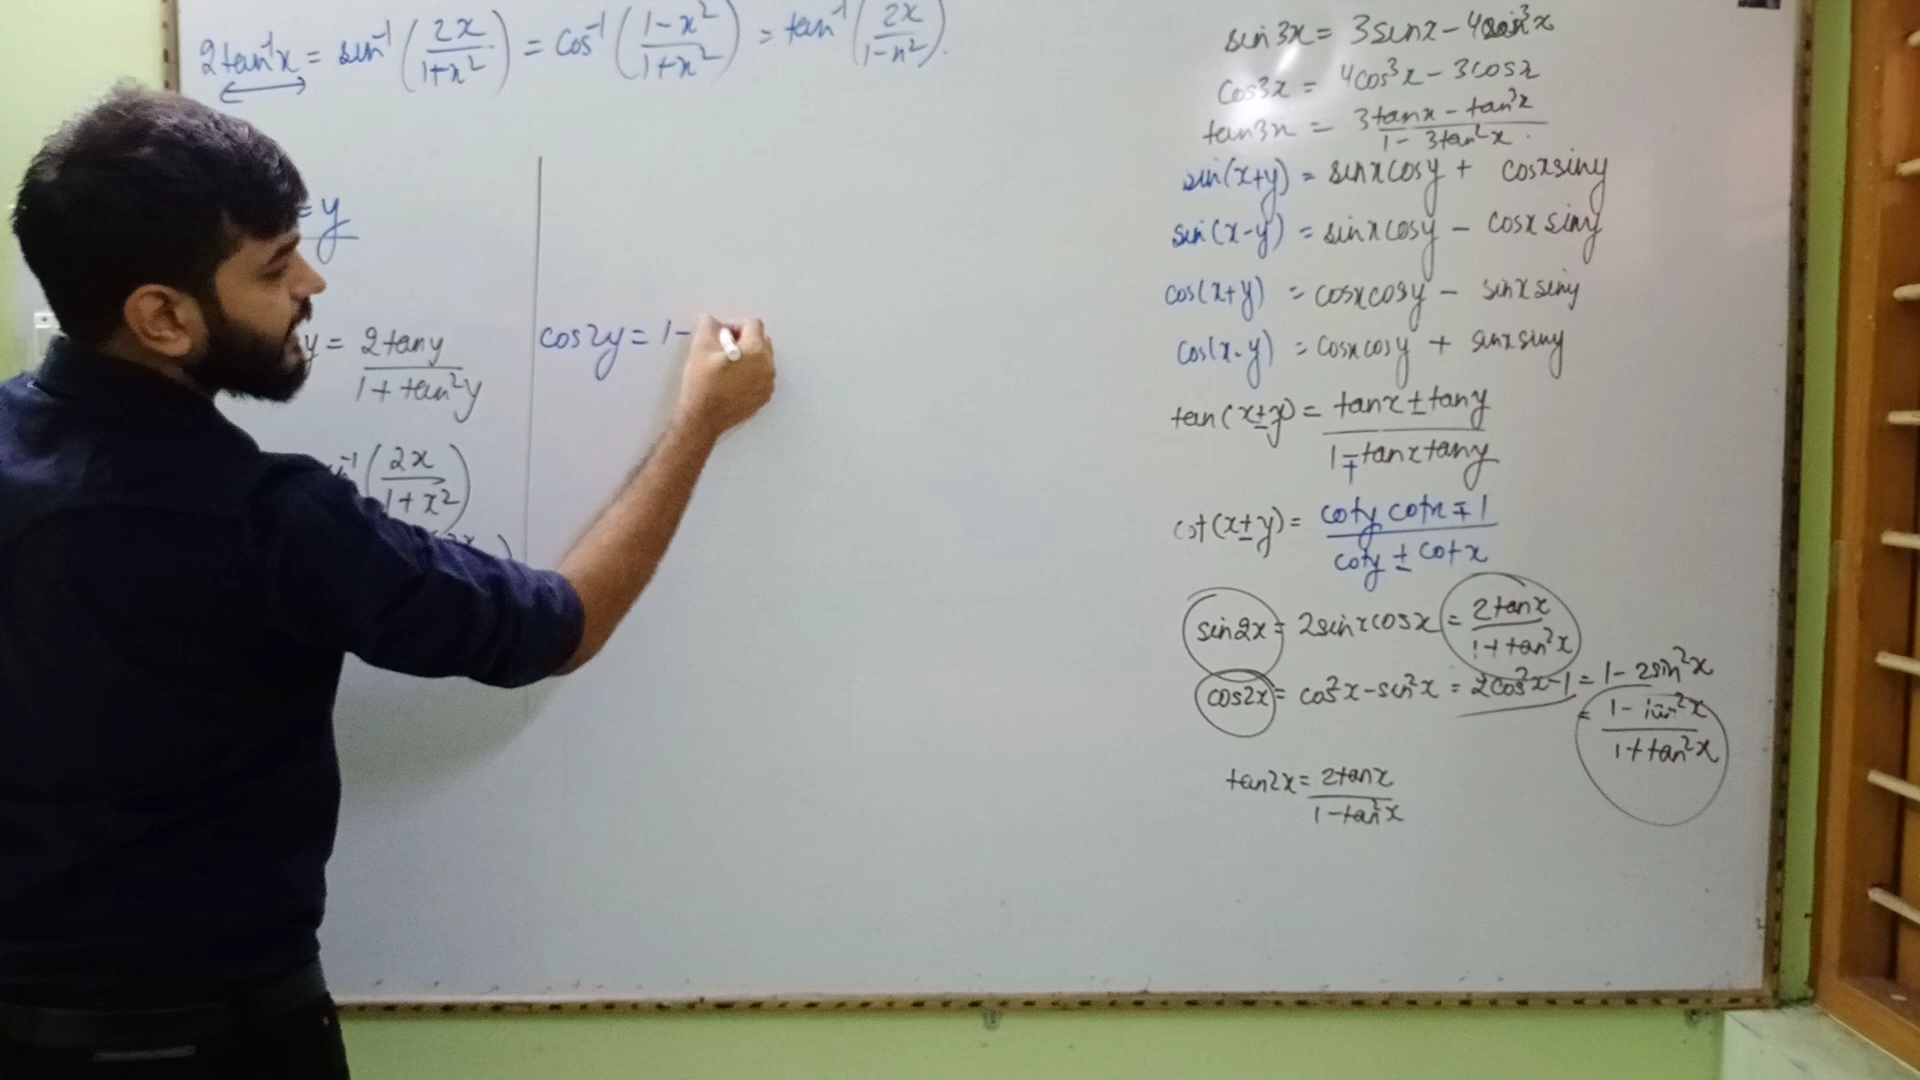 2tan⁻¹x = sin⁻¹(2x/(1+x²)) = cos⁻¹((1-x²)/(1+x²)) = tan⁻¹(2x/(1-x²)).
= y
y = 2tany/(1+tan²y)
⁻¹(2x/(1+x²))
cos2y = 1-
sin3x = 3sinx - 4sin³x
cos3x = 4cos³x - 3cosx
tan3x = (3tanx - tan³x)/(1 - 3tan²x).
sin(x+y) = sinxcosy + cosxsiny
sin(x-y) = sinxcosy - cosxsiny
cos(x+y) = cosxcosy - sinxsiny
cos(x-y) = cosxcosy + sinxsiny
tan(x±y) = (tanx ± tany)/(1∓tanxtany)
cot(x±y) = (coty cotx ∓ 1)/(coty ± cotx)
sin2x = 2sinxcosx = 2tanx/(1+tan²x)
cos2x = cos²x - sin²x = 2cos²x-1 = 1-2sin²x
= (1-tan²x)/(1+tan²x)
tan2x = 2tanx/(1-tan²x)